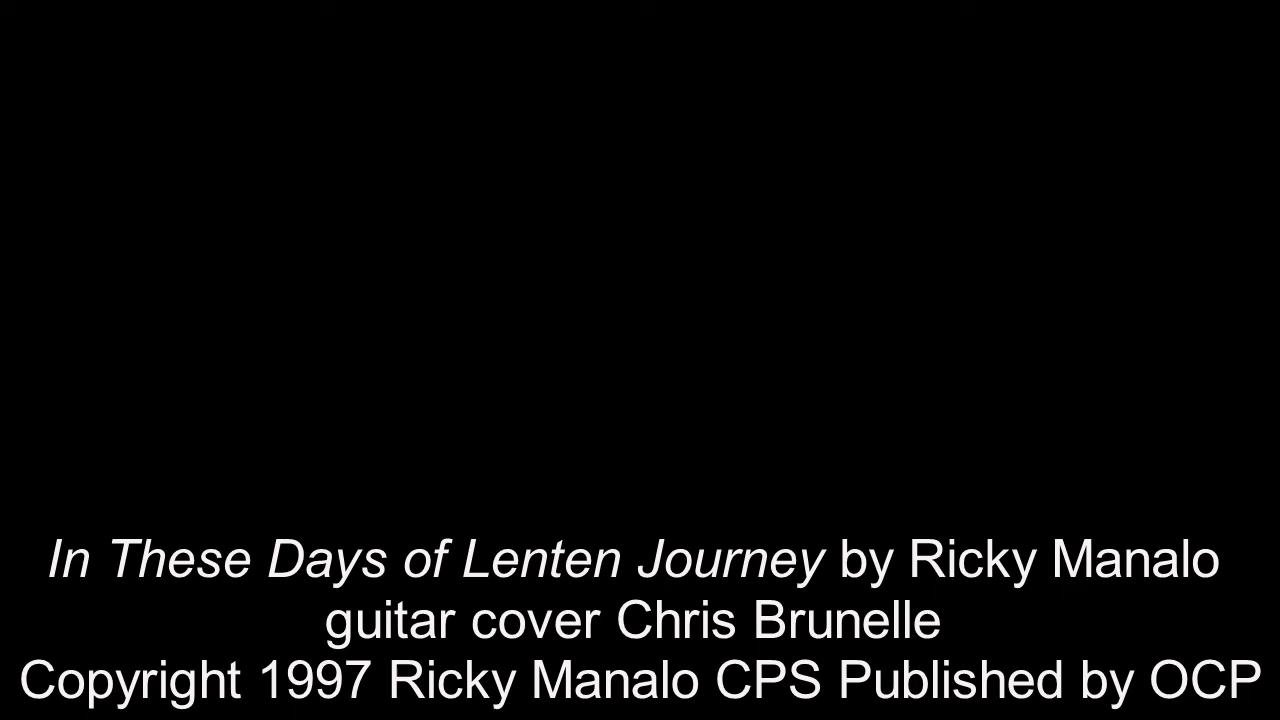 In These Days of Lenten Journey by Ricky Manalo
guitar cover Chris Brunelle
Copyright 1997 Ricky Manalo CPS Published by OCP